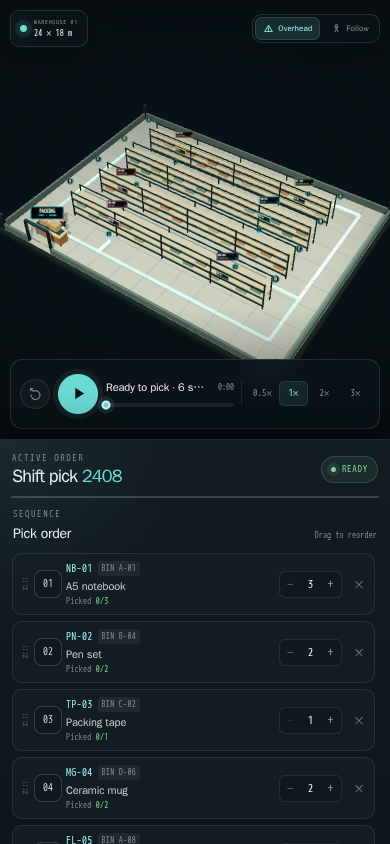 WAREHOUSE 01
24 × 18 m
Overhead
Follow
PACKING
Ready to pick · 6 s···
0:00
0.5×
1×
2×
3×
ACTIVE ORDER
Shift pick 2408
READY
SEQUENCE
Pick order
Drag to reorder
01
NB-01 BIN A-01
A5 notebook
Picked 0/3
− 3 + ×
02
PN-02 BIN B-04
Pen set
Picked 0/2
− 2 + ×
03
TP-03 BIN C-02
Packing tape
Picked 0/1
− 1 + ×
04
MG-04 BIN D-06
Ceramic mug
Picked 0/2
− 2 + ×
FL-05 BIN A-08